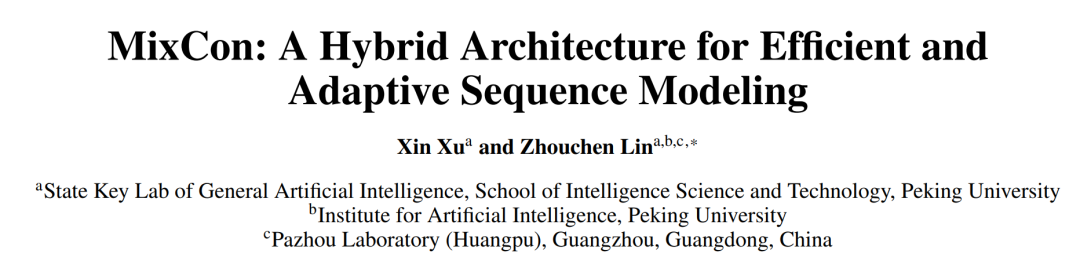 MixCon: A Hybrid Architecture for Efficient and
Adaptive Sequence Modeling
Xin Xuᵃ and Zhouchen Linᵃ,ᵇ,ᶜ,*
ᵃState Key Lab of General Artificial Intelligence, School of Intelligence Science and Technology, Peking University
ᵇInstitute for Artificial Intelligence, Peking University
ᶜPazhou Laboratory (Huangpu), Guangzhou, Guangdong, China